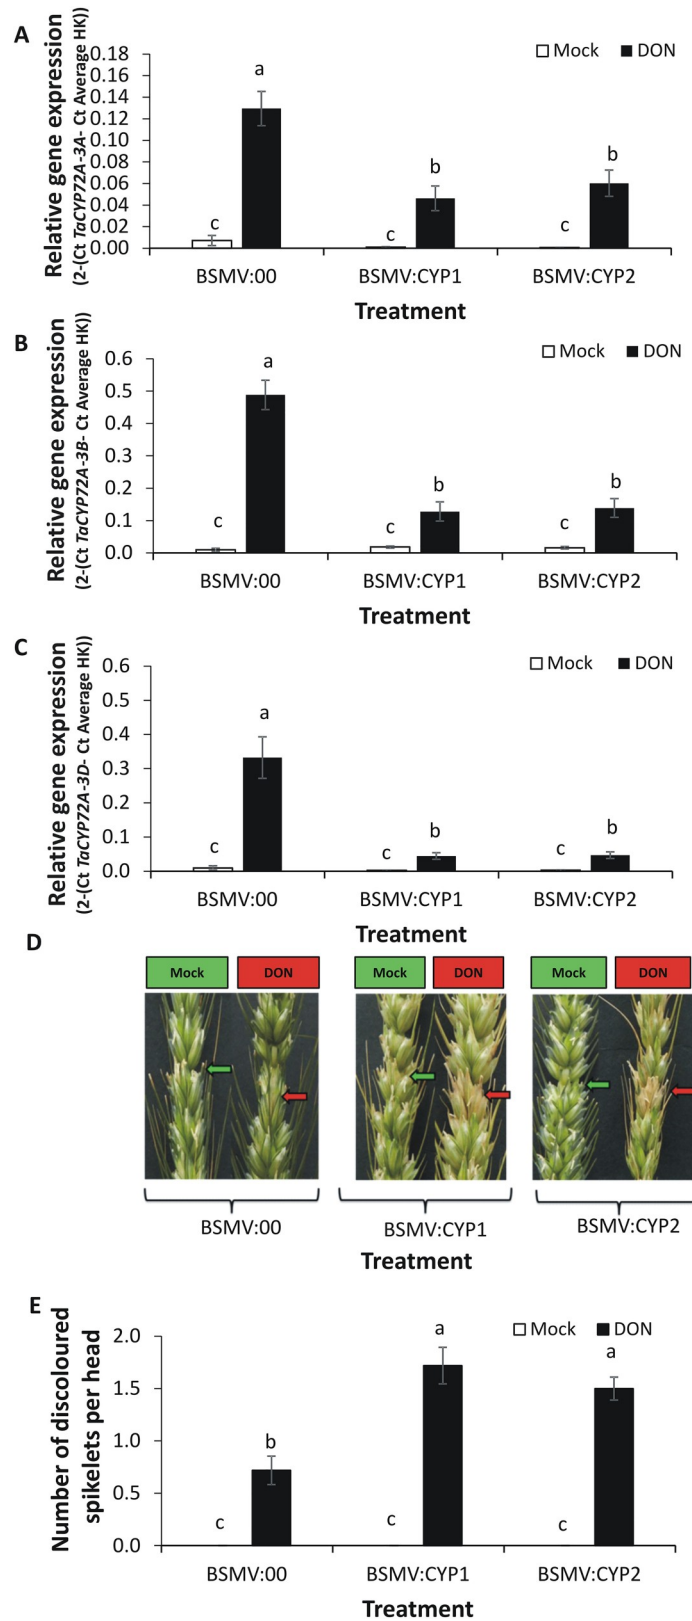 A
Relative gene expression
(2-(Ct TaCYP72A-3A- Ct Average HK))
Mock DON
0.18
0.16
0.14
0.12
0.10
0.08
0.06
0.04
0.02
0.00
c a c b c b
BSMV:00 BSMV:CYP1 BSMV:CYP2
Treatment
B
Relative gene expression
(2-(Ct TaCYP72A-3B- Ct Average HK))
Mock DON
0.6
0.5
0.4
0.3
0.2
0.1
0.0
c a c b c b
BSMV:00 BSMV:CYP1 BSMV:CYP2
Treatment
C
Relative gene expression
(2-(Ct TaCYP72A-3D- Ct Average HK))
Mock DON
0.6
0.5
0.4
0.3
0.2
0.1
0.0
c a c b c b
BSMV:00 BSMV:CYP1 BSMV:CYP2
Treatment
D
Mock DON Mock DON Mock DON
BSMV:00 BSMV:CYP1 BSMV:CYP2
Treatment
E
Number of discoloured
spikelets per head
Mock DON
2.0
1.5
1.0
0.5
0.0
c b c a c a
BSMV:00 BSMV:CYP1 BSMV:CYP2
Treatment